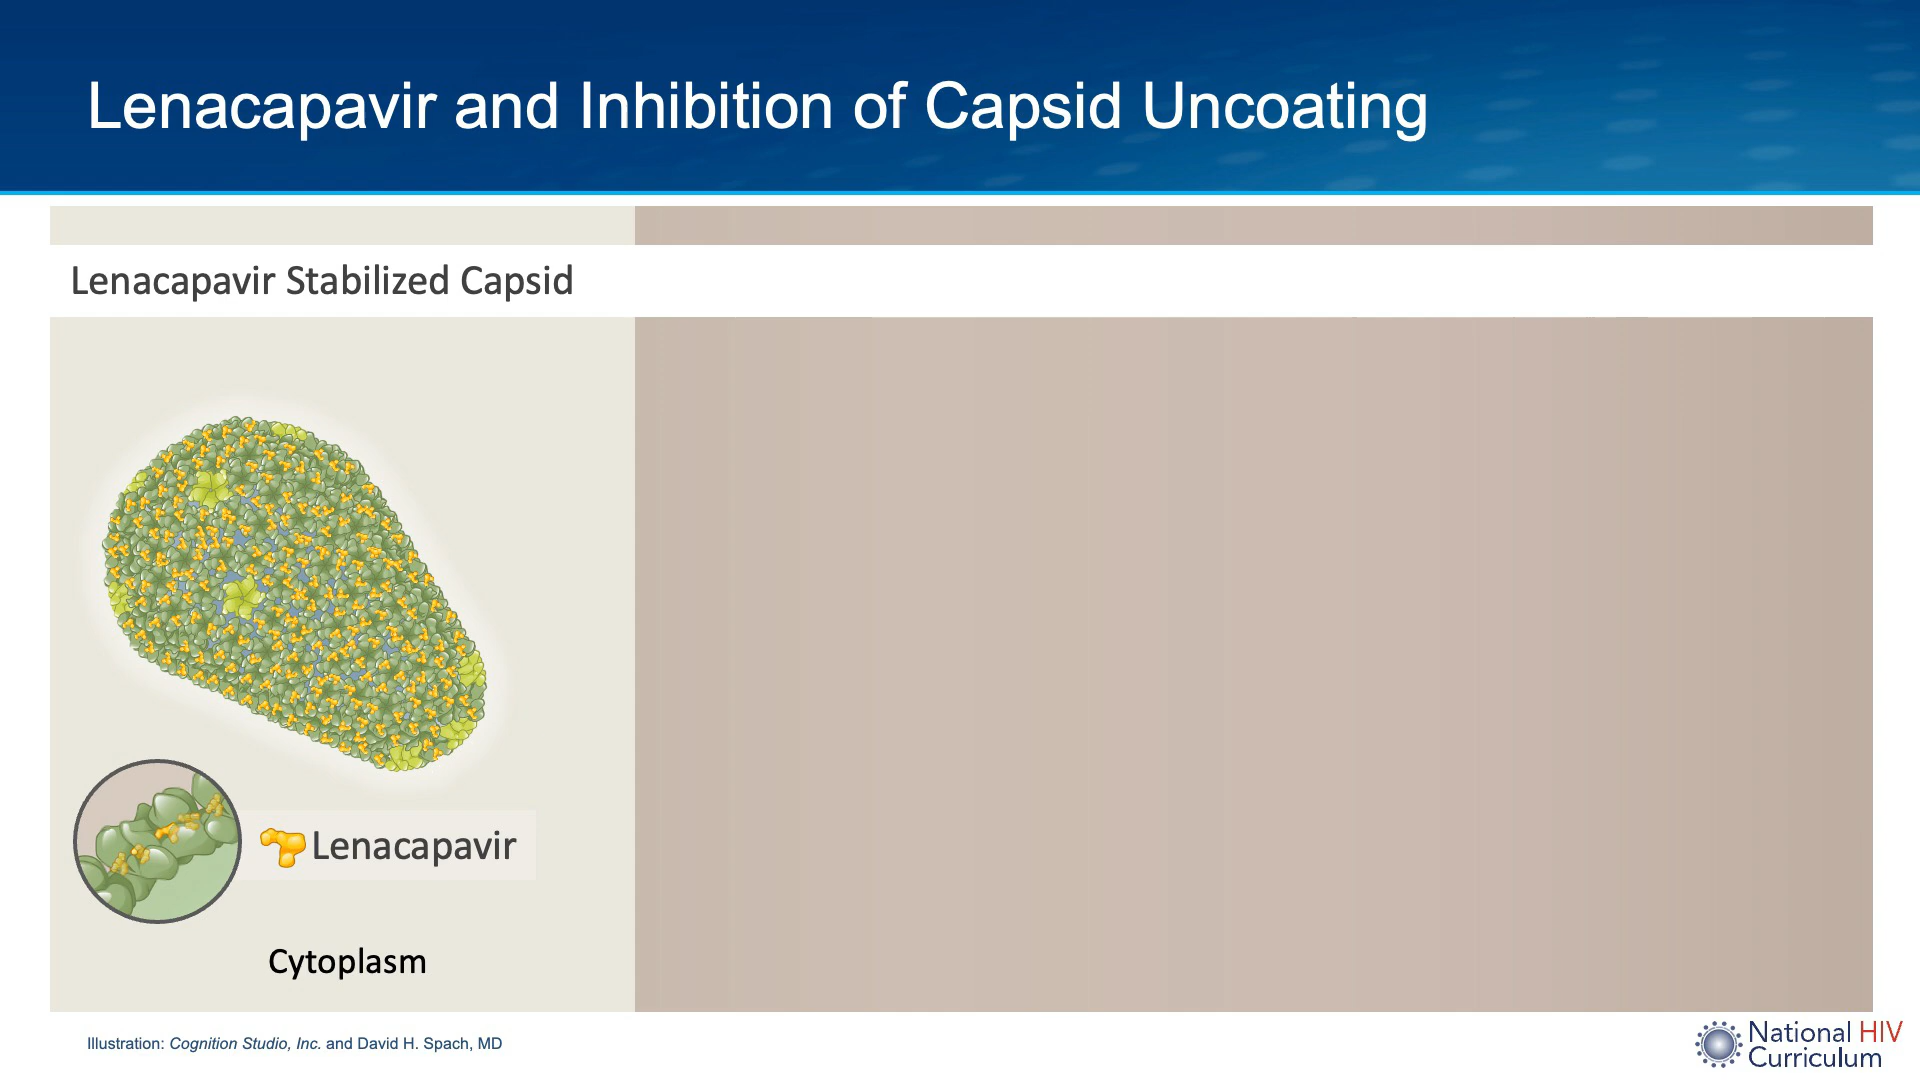 Lenacapavir and Inhibition of Capsid Uncoating
Lenacapavir Stabilized Capsid
Lenacapavir
Cytoplasm
Illustration: Cognition Studio, Inc. and David H. Spach, MD
National HIV
Curriculum